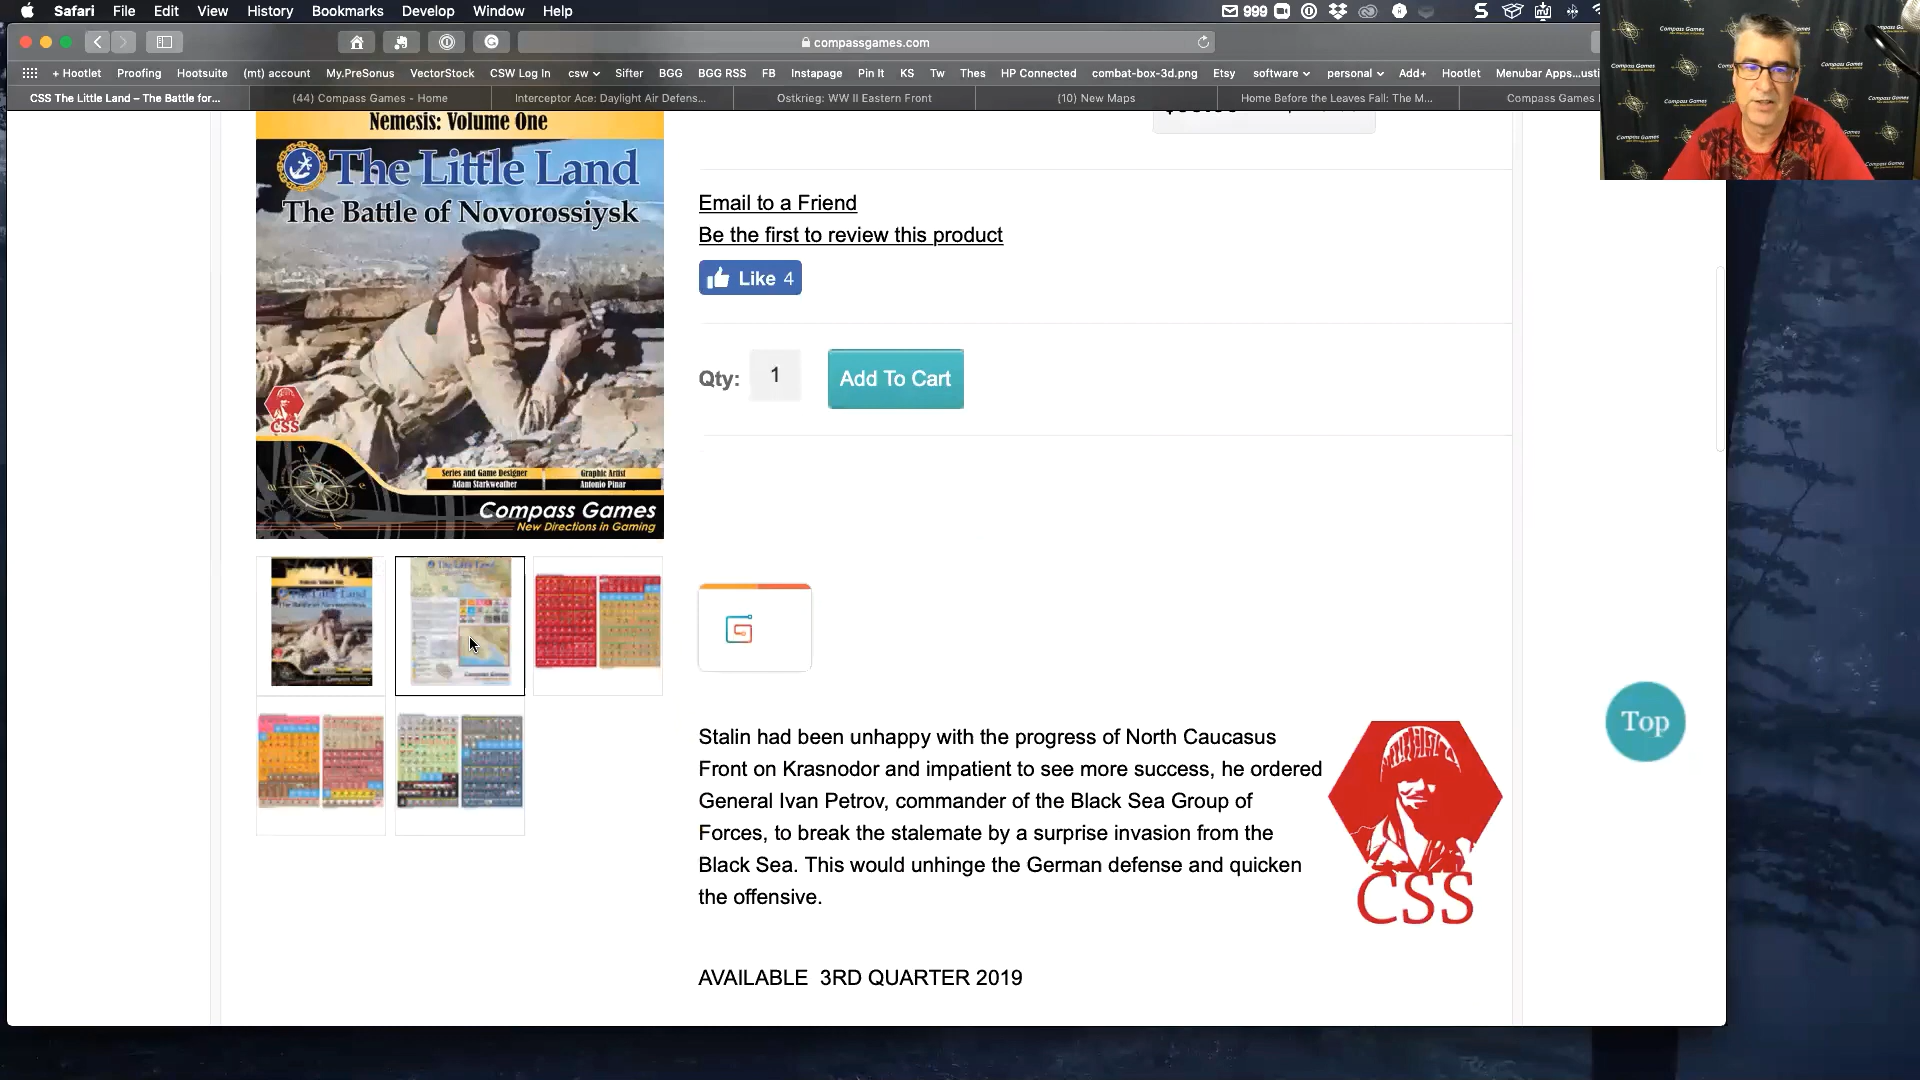 Safari File Edit View History Bookmarks Develop Window Help
999
compassgames.com
+ Hootlet Proofing Hootsuite (mt) account My.PreSonus VectorStock CSW Log In csw Sifter BGG BGG RSS FB Instapage Pin It KS Tw Thes HP Connected combat-box-3d.png Etsy software personal Add+ Hootlet Menubar Apps...usti
CSS The Little Land – The Battle for... (44) Compass Games - Home Interceptor Ace: Daylight Air Defens... Ostkrieg: WW II Eastern Front (10) New Maps Home Before the Leaves Fall: The M... Compass Games
Nemesis: Volume One
The Little Land
The Battle of Novorossiysk
CSS
Series and Game Designer
Adam Starkweather
Graphic Artist
Antonio Pinar
Compass Games
New Directions in Gaming
Email to a Friend
Be the first to review this product
Like 4
Qty: 1 Add To Cart
Stalin had been unhappy with the progress of North Caucasus
Front on Krasnodor and impatient to see more success, he ordered
General Ivan Petrov, commander of the Black Sea Group of
Forces, to break the stalemate by a surprise invasion from the
Black Sea. This would unhinge the German defense and quicken
the offensive.
CSS
AVAILABLE 3RD QUARTER 2019
Top
Compass Games